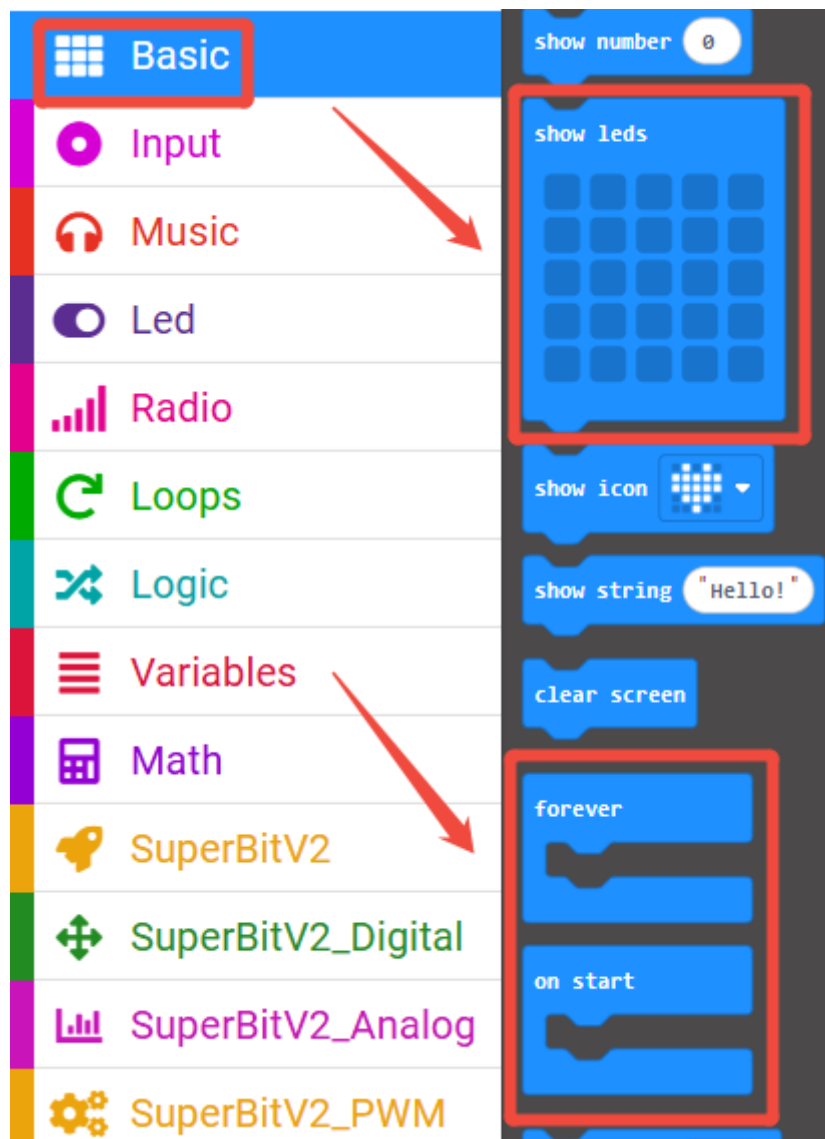 Basic
Input
Music
Led
Radio
Loops
Logic
Variables
Math
SuperBitV2
SuperBitV2_Digital
SuperBitV2_Analog
SuperBitV2_PWM
show number 0
show leds
show icon
show string "Hello!"
clear screen
forever
on start